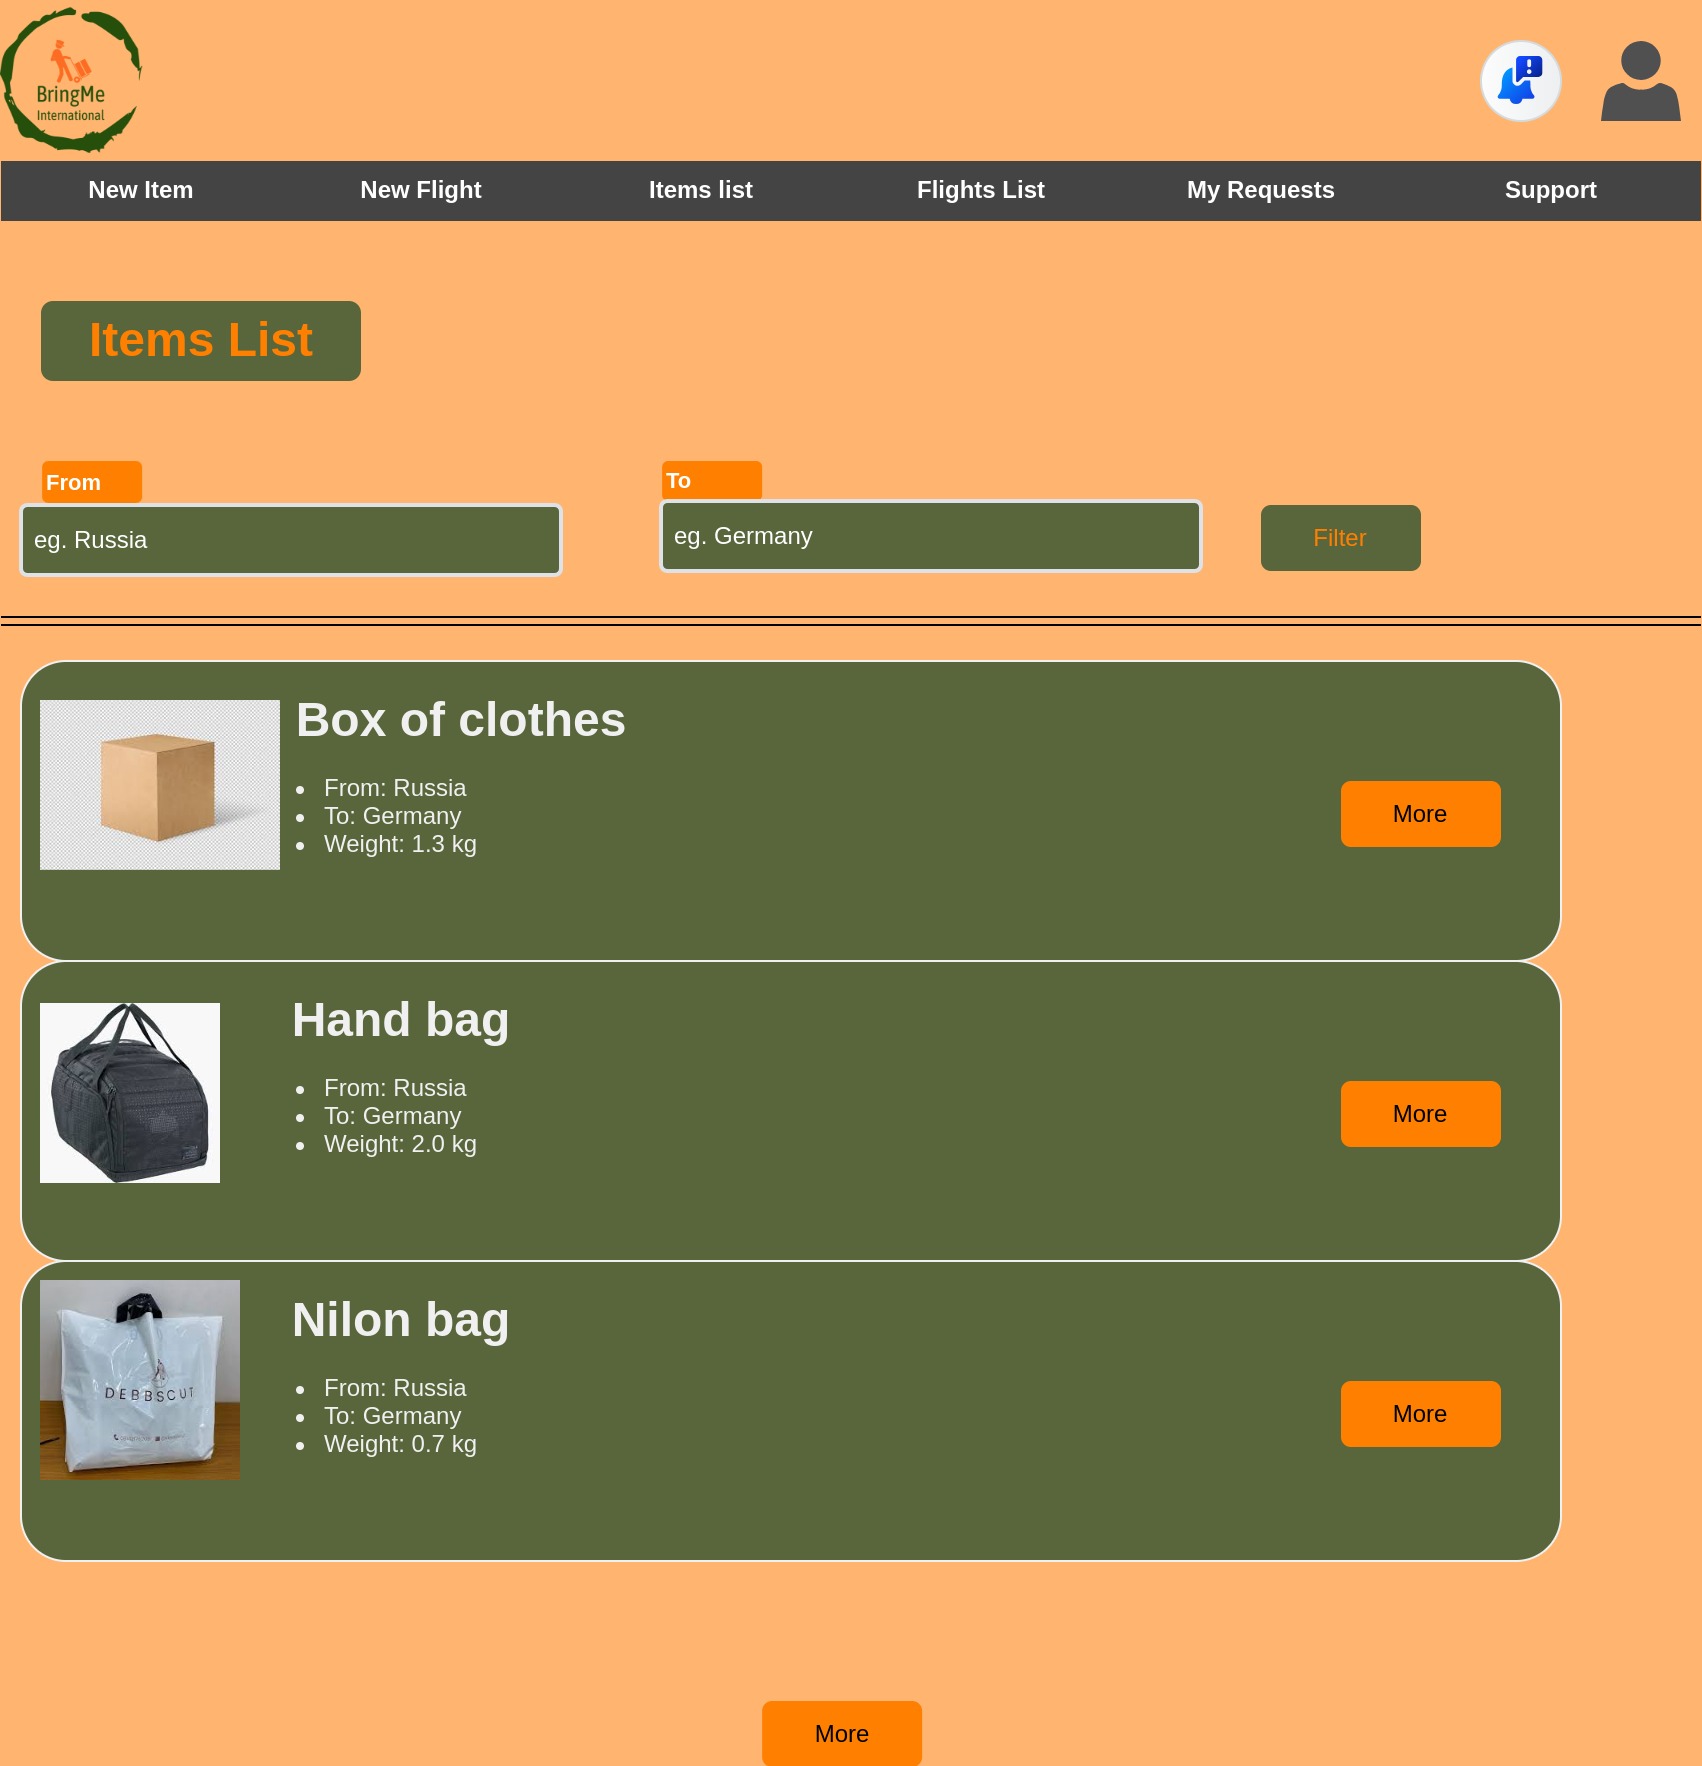 BringMe
International
New Item
New Flight
Items list
Flights List
My Requests
Support
Items List
From
To
eg. Russia
eg. Germany
Filter
Box of clothes
From: Russia
To: Germany
Weight: 1.3 kg
More
Hand bag
From: Russia
To: Germany
Weight: 2.0 kg
More
Nilon bag
DEBBSCUT
From: Russia
To: Germany
Weight: 0.7 kg
More
More